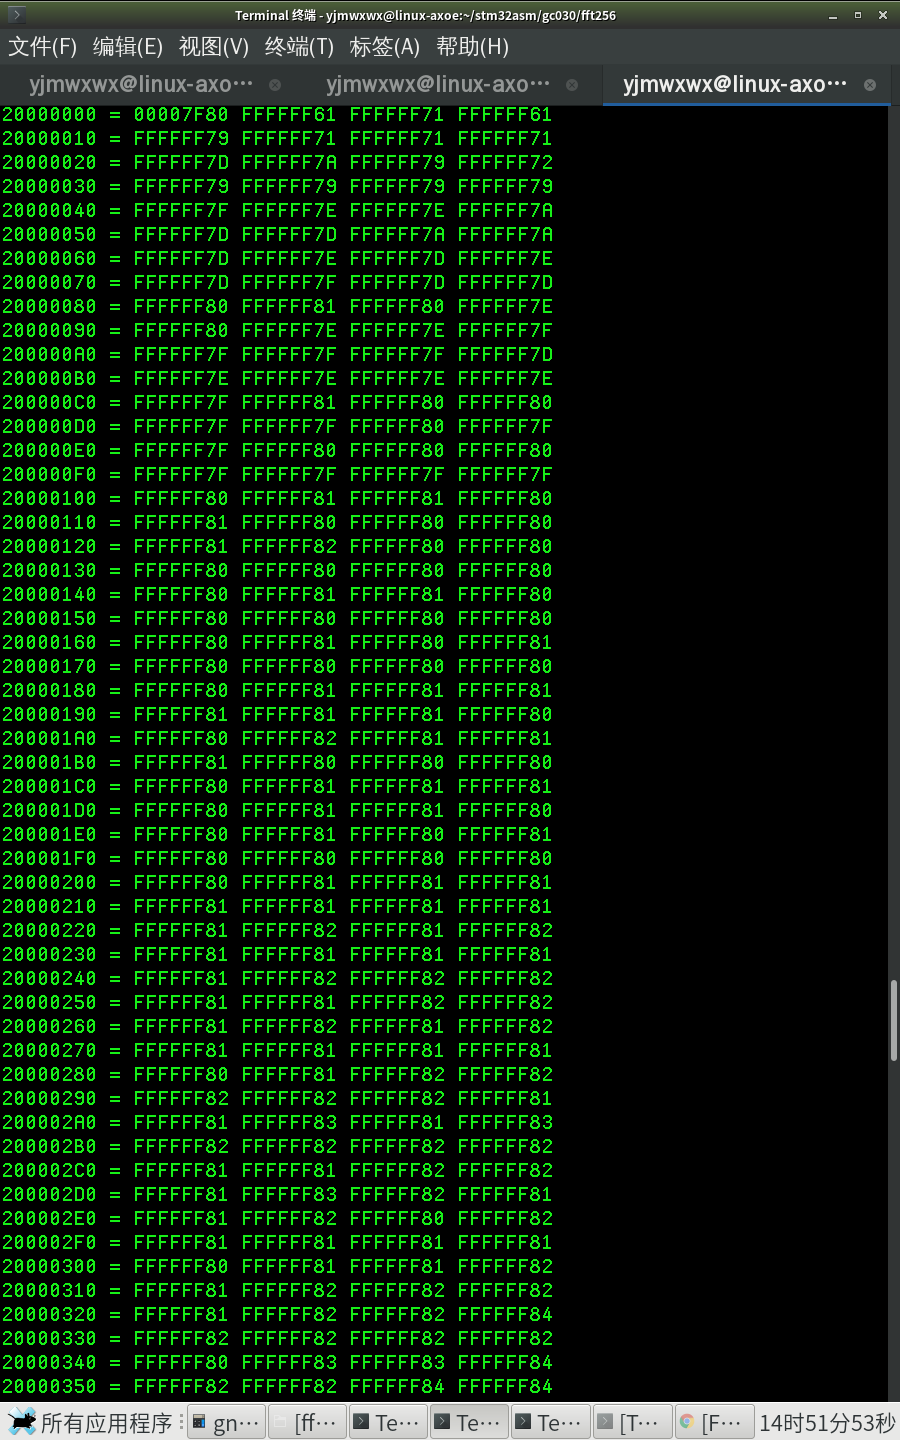 Terminal 终端 - yjmwxwx@linux-axoe:~/stm32asm/gc030/fft256
文件(F) 编辑(E) 视图(V) 终端(T) 标签(A) 帮助(H)
yjmwxwx@linux-axo··· yjmwxwx@linux-axo··· yjmwxwx@linux-axo···
20000000 = 00007F80 FFFFFF61 FFFFFF71 FFFFFF61
20000010 = FFFFFF79 FFFFFF71 FFFFFF71 FFFFFF71
20000020 = FFFFFF7D FFFFFF7A FFFFFF79 FFFFFF72
20000030 = FFFFFF79 FFFFFF79 FFFFFF79 FFFFFF79
20000040 = FFFFFF7F FFFFFF7E FFFFFF7E FFFFFF7A
20000050 = FFFFFF7D FFFFFF7D FFFFFF7A FFFFFF7A
20000060 = FFFFFF7D FFFFFF7E FFFFFF7D FFFFFF7E
20000070 = FFFFFF7D FFFFFF7F FFFFFF7D FFFFFF7D
20000080 = FFFFFF80 FFFFFF81 FFFFFF80 FFFFFF7E
20000090 = FFFFFF80 FFFFFF7E FFFFFF7E FFFFFF7F
200000A0 = FFFFFF7F FFFFFF7F FFFFFF7F FFFFFF7D
200000B0 = FFFFFF7E FFFFFF7E FFFFFF7E FFFFFF7E
200000C0 = FFFFFF7F FFFFFF81 FFFFFF80 FFFFFF80
200000D0 = FFFFFF7F FFFFFF7F FFFFFF80 FFFFFF7F
200000E0 = FFFFFF7F FFFFFF80 FFFFFF80 FFFFFF80
200000F0 = FFFFFF7F FFFFFF7F FFFFFF7F FFFFFF7F
20000100 = FFFFFF80 FFFFFF81 FFFFFF81 FFFFFF80
20000110 = FFFFFF81 FFFFFF80 FFFFFF80 FFFFFF80
20000120 = FFFFFF81 FFFFFF82 FFFFFF80 FFFFFF80
20000130 = FFFFFF80 FFFFFF80 FFFFFF80 FFFFFF80
20000140 = FFFFFF80 FFFFFF81 FFFFFF81 FFFFFF80
20000150 = FFFFFF80 FFFFFF80 FFFFFF80 FFFFFF80
20000160 = FFFFFF80 FFFFFF81 FFFFFF80 FFFFFF81
20000170 = FFFFFF80 FFFFFF80 FFFFFF80 FFFFFF80
20000180 = FFFFFF80 FFFFFF81 FFFFFF81 FFFFFF81
20000190 = FFFFFF81 FFFFFF81 FFFFFF81 FFFFFF80
200001A0 = FFFFFF80 FFFFFF82 FFFFFF81 FFFFFF81
200001B0 = FFFFFF81 FFFFFF80 FFFFFF80 FFFFFF80
200001C0 = FFFFFF80 FFFFFF81 FFFFFF81 FFFFFF81
200001D0 = FFFFFF80 FFFFFF81 FFFFFF81 FFFFFF80
200001E0 = FFFFFF80 FFFFFF81 FFFFFF80 FFFFFF81
200001F0 = FFFFFF80 FFFFFF80 FFFFFF80 FFFFFF80
20000200 = FFFFFF80 FFFFFF81 FFFFFF81 FFFFFF81
20000210 = FFFFFF81 FFFFFF81 FFFFFF81 FFFFFF81
20000220 = FFFFFF81 FFFFFF82 FFFFFF81 FFFFFF82
20000230 = FFFFFF81 FFFFFF81 FFFFFF81 FFFFFF81
20000240 = FFFFFF81 FFFFFF82 FFFFFF82 FFFFFF82
20000250 = FFFFFF81 FFFFFF81 FFFFFF82 FFFFFF82
20000260 = FFFFFF81 FFFFFF82 FFFFFF81 FFFFFF82
20000270 = FFFFFF81 FFFFFF81 FFFFFF81 FFFFFF81
20000280 = FFFFFF80 FFFFFF81 FFFFFF82 FFFFFF82
20000290 = FFFFFF82 FFFFFF82 FFFFFF82 FFFFFF81
200002A0 = FFFFFF81 FFFFFF83 FFFFFF81 FFFFFF83
200002B0 = FFFFFF82 FFFFFF82 FFFFFF82 FFFFFF82
200002C0 = FFFFFF81 FFFFFF81 FFFFFF82 FFFFFF82
200002D0 = FFFFFF81 FFFFFF83 FFFFFF82 FFFFFF81
200002E0 = FFFFFF81 FFFFFF82 FFFFFF80 FFFFFF82
200002F0 = FFFFFF81 FFFFFF81 FFFFFF81 FFFFFF81
20000300 = FFFFFF80 FFFFFF81 FFFFFF81 FFFFFF82
20000310 = FFFFFF81 FFFFFF82 FFFFFF82 FFFFFF82
20000320 = FFFFFF81 FFFFFF82 FFFFFF82 FFFFFF84
20000330 = FFFFFF82 FFFFFF82 FFFFFF82 FFFFFF82
20000340 = FFFFFF80 FFFFFF83 FFFFFF83 FFFFFF84
20000350 = FFFFFF82 FFFFFF82 FFFFFF84 FFFFFF84
所有应用程序 gn··· [ff··· Te··· Te··· Te··· [T··· [F··· 14时51分53秒